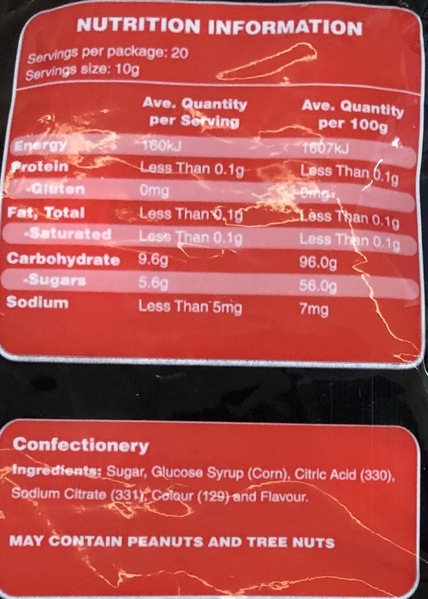 NUTRITION INFORMATION
Servings per package: 20
Servings size: 10g
Ave. Quantity per Serving Ave. Quantity per 100g
Energy 160kJ 1607kJ
Protein Less Than 0.1g Less Than 0.1g
-Gluten 0mg 0mg
Fat, Total Less Than 0.1g Less Than 0.1g
-Saturated Less Than 0.1g Less Than 0.1g
Carbohydrate 9.6g 96.0g
-Sugars 5.6g 56.0g
Sodium Less Than 5mg 7mg
Confectionery
Ingredients: Sugar, Glucose Syrup (Corn), Citric Acid (330),
Sodium Citrate (331), Colour (129) and Flavour.
MAY CONTAIN PEANUTS AND TREE NUTS